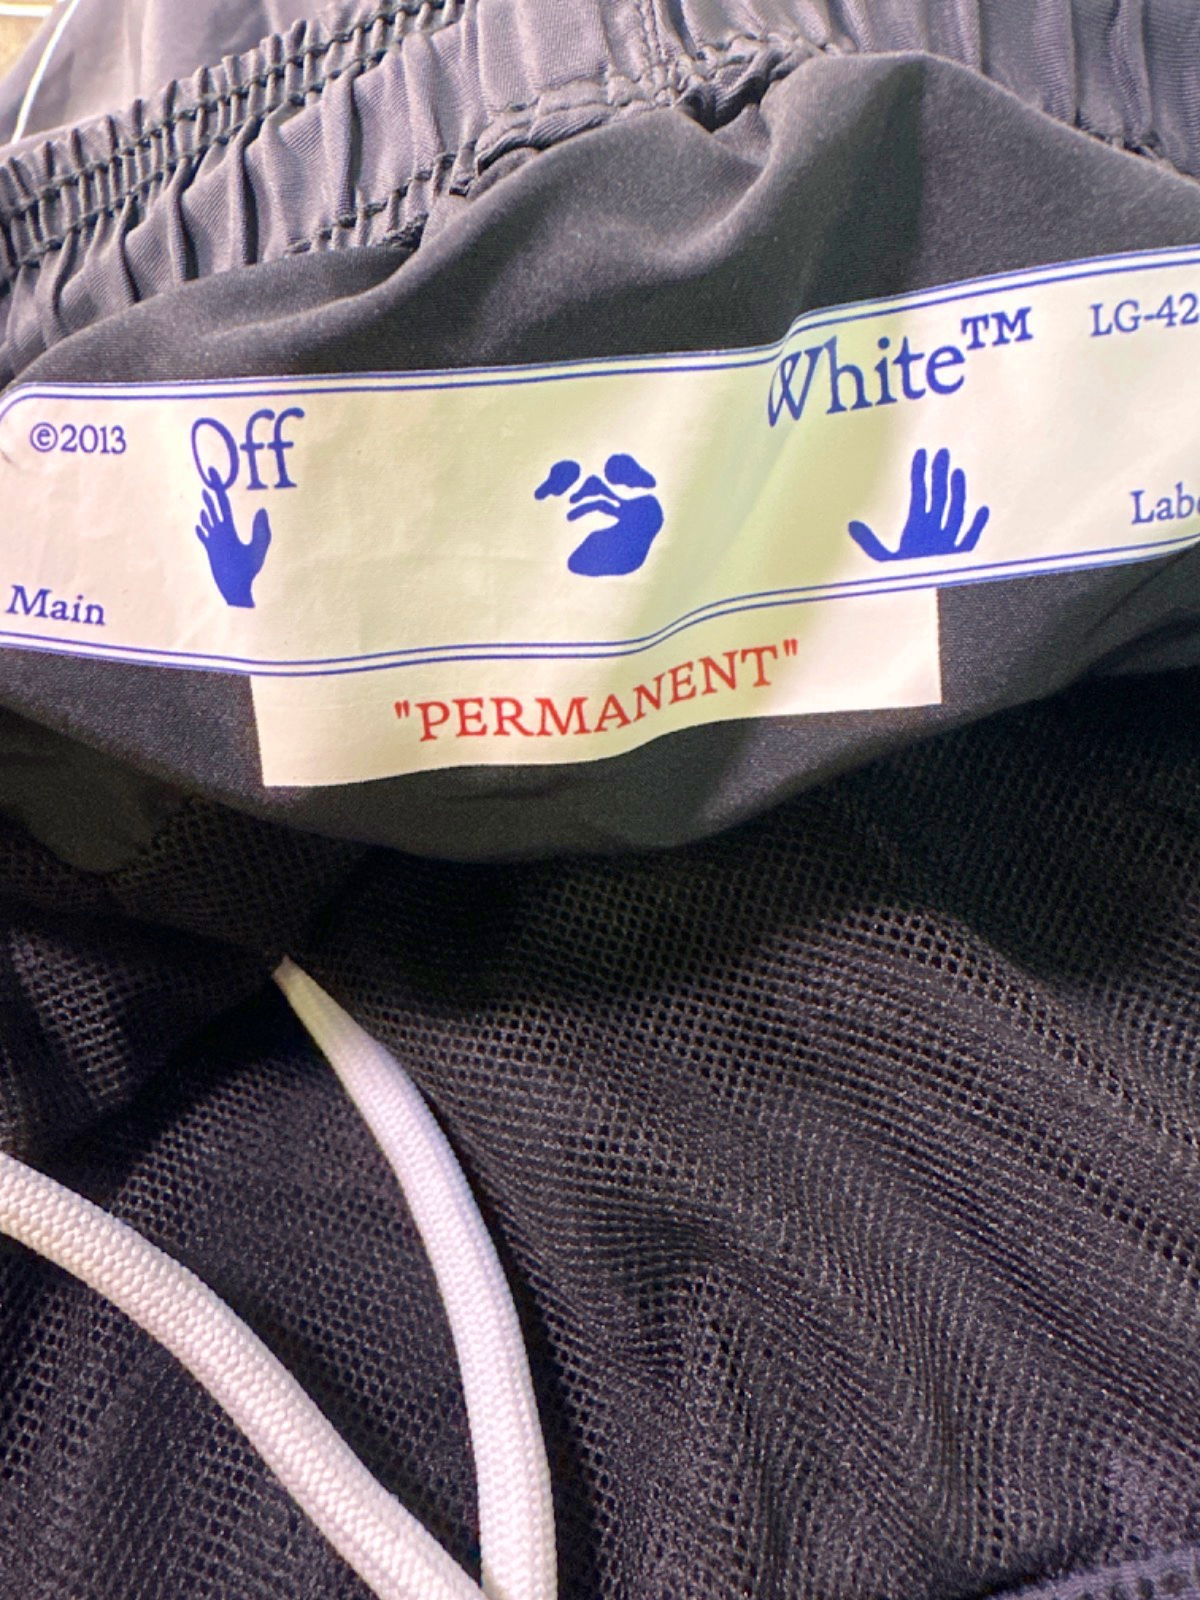 ©2013 Off White™ LG-42
Main Labe
"PERMANENT"